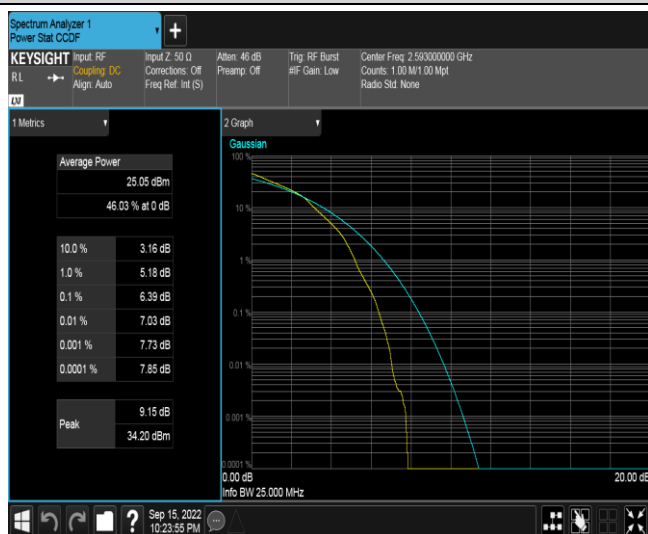 Spectrum Analyzer 1
Power Stat CCDF
KEYSIGHT
RL
LXI
Input: RF
Coupling: DC
Align: Auto
Input Z: 50 Ω
Corrections: Off
Freq Ref: Int (S)
Atten: 46 dB
Preamp: Off
Trig: RF Burst
#IF Gain: Low
Center Freq: 2.593000000 GHz
Counts: 1.00 M/1.00 Mpt
Radio Std: None
1 Metrics
Average Power
25.05 dBm
46.03 % at 0 dB
10.0 % 3.16 dB
1.0 % 5.18 dB
0.1 % 6.39 dB
0.01 % 7.03 dB
0.001 % 7.73 dB
0.0001 % 7.85 dB
Peak
9.15 dB
34.20 dBm
2 Graph
Gaussian
100 %
10 %
1 %
0.1 %
0.01 %
0.001 %
0.0001 %
0.00 dB
20.00 dB
Info BW 25.000 MHz
Sep 15, 2022
10:23:55 PM